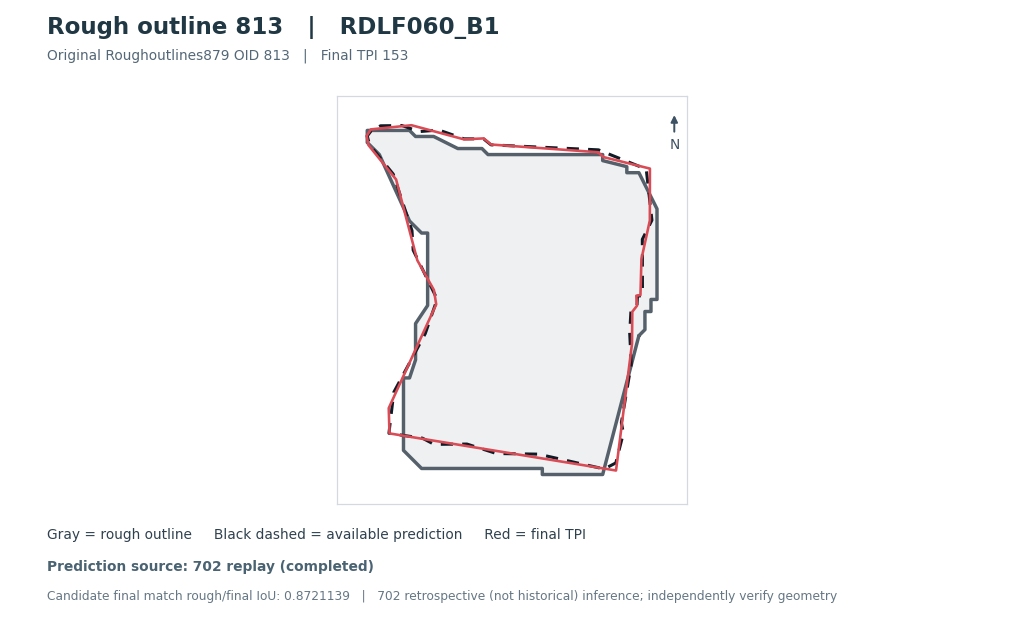 Rough outline 813   |   RDLF060_B1
Original Roughoutlines879 OID 813   |   Final TPI 153
N
Gray = rough outline     Black dashed = available prediction     Red = final TPI
Prediction source: 702 replay (completed)
Candidate final match rough/final IoU: 0.8721139   |   702 retrospective (not historical) inference; independently verify geometry